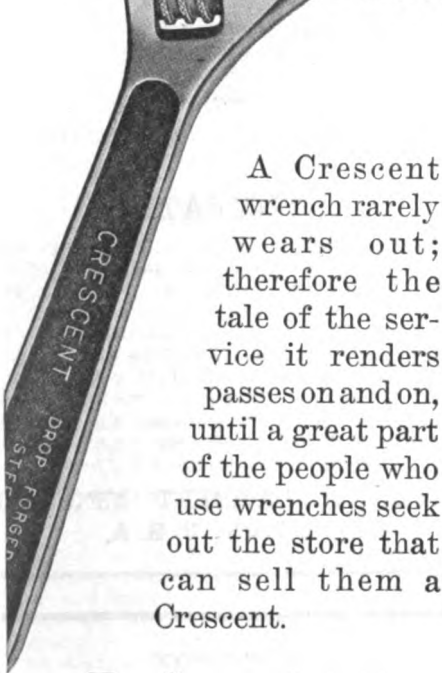 CRESCENT
DROP FORGED
A Crescent
wrench rarely
wears out;
therefore the
tale of the ser-
vice it renders
passes on and on,
until a great part
of the people who
use wrenches seek
out the store that
can sell them a
Crescent.